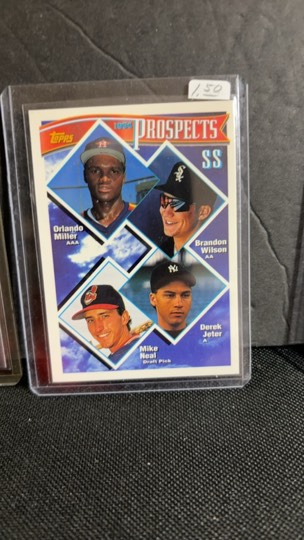 1.50
Topps
1994 PROSPECTS
SS
Orlando
Miller
AAA
Brandon
Wilson
AA
Mike
Neal
Draft Pick
Derek
Jeter
A